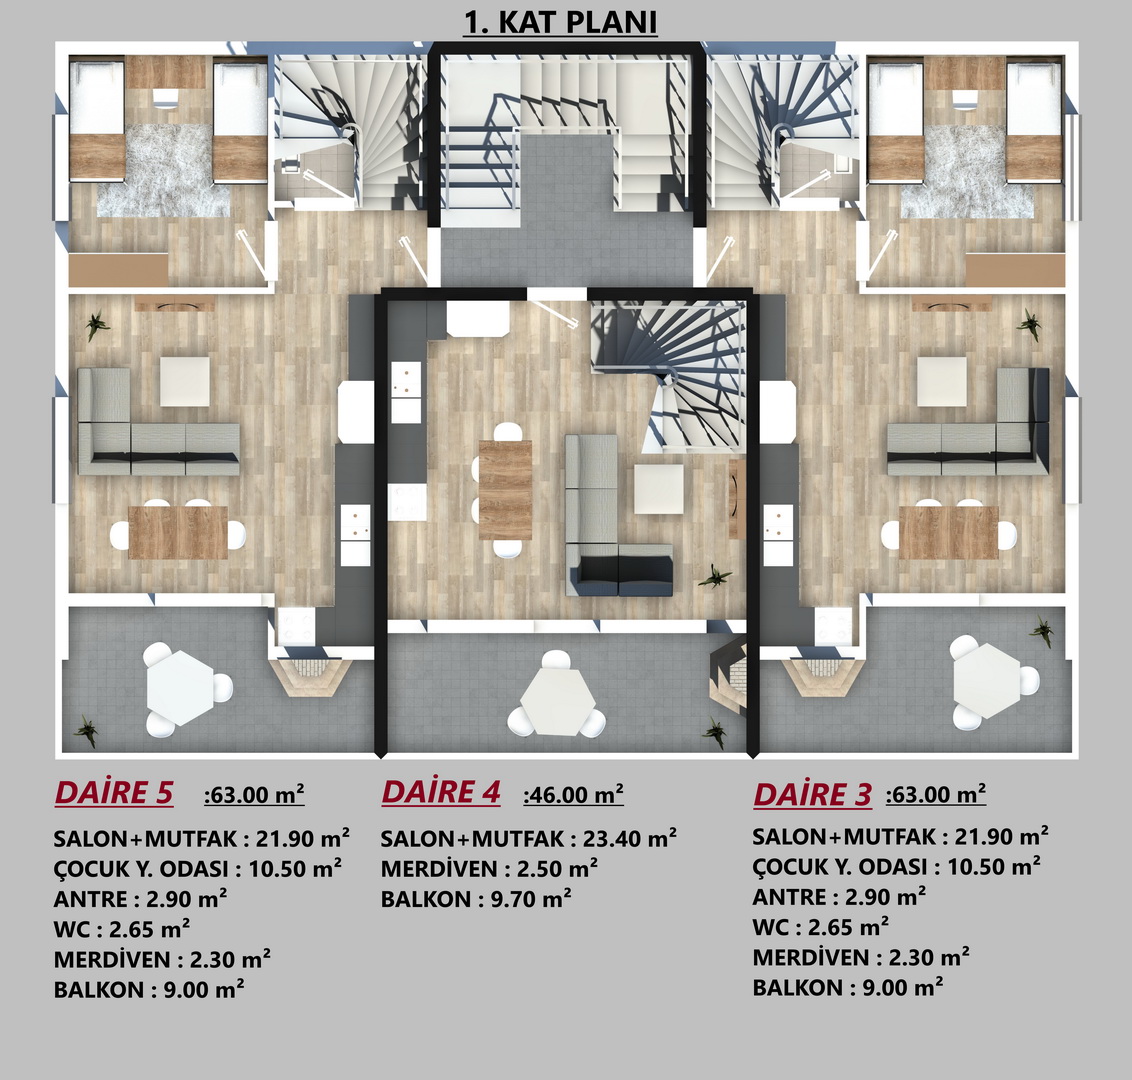 1. KAT PLANI
DAİRE 5 :63.00 m²
SALON+MUTFAK : 21.90 m²
ÇOCUK Y. ODASI : 10.50 m²
ANTRE : 2.90 m²
WC : 2.65 m²
MERDİVEN : 2.30 m²
BALKON : 9.00 m²
DAİRE 4 :46.00 m²
SALON+MUTFAK : 23.40 m²
MERDİVEN : 2.50 m²
BALKON : 9.70 m²
DAİRE 3 :63.00 m²
SALON+MUTFAK : 21.90 m²
ÇOCUK Y. ODASI : 10.50 m²
ANTRE : 2.90 m²
WC : 2.65 m²
MERDİVEN : 2.30 m²
BALKON : 9.00 m²